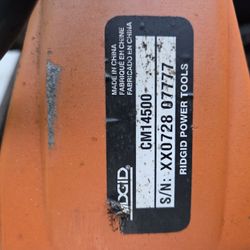 MADE IN CHINA
FABRIQUÉ EN CHINE
FABRICADO EN CHINA
RIDGID
CM14500
S/N: XX0728 07777
RIDGID POWER TOOLS